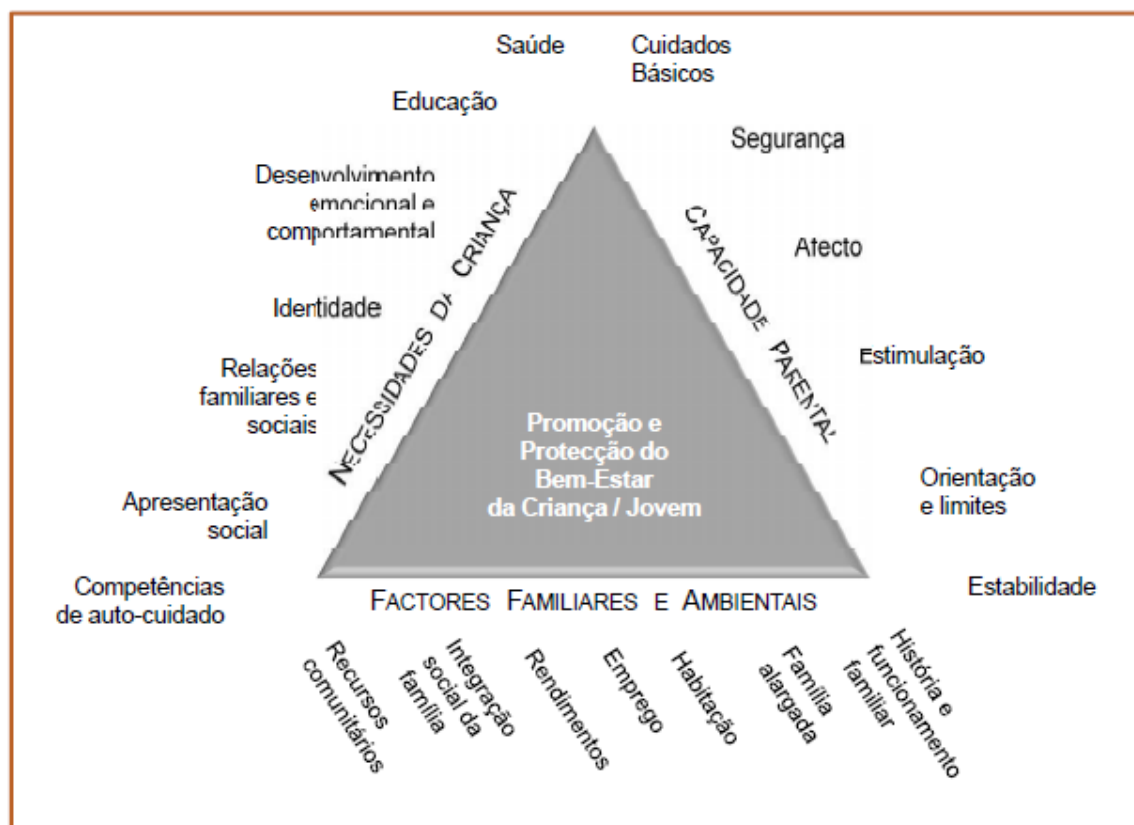 Saúde
Cuidados
Básicos
Educação
Segurança
Desenvolvimento
emocional e
comportamental
Afecto
Identidade
Estimulação
Relações
familiares e
sociais
Orientação
e limites
Apresentação
social
Estabilidade
Competências
de auto-cuidado
NECESSIDADES DA CRIANÇA
CAPACIDADE PARENTAL
Promoção e
Protecção do
Bem-Estar
da Criança / Jovem
FACTORES FAMILIARES E AMBIENTAIS
Recursos
comunitários
Integração
social da
família
Rendimentos
Emprego
Habitação
Família
alargada
História e
funcionamento
familiar